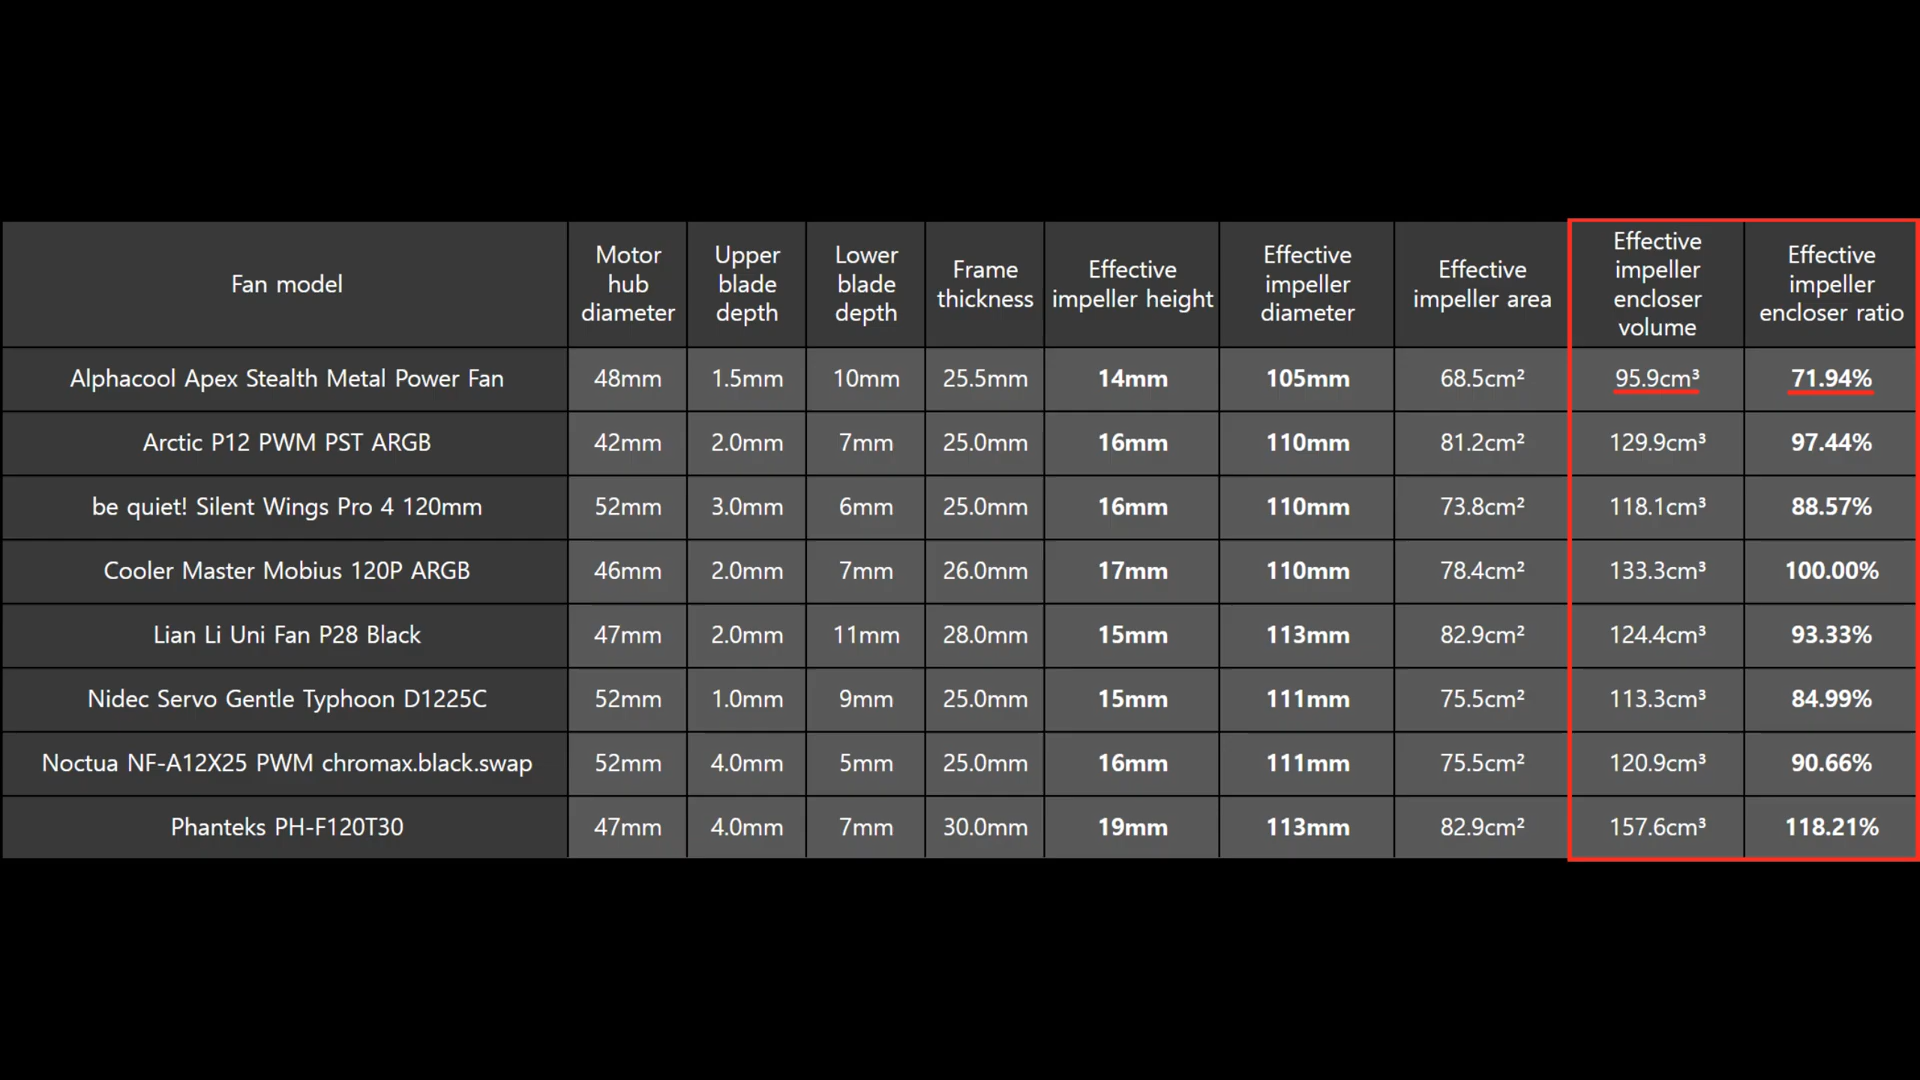 Fan model
Motor
hub
diameter
Upper
blade
depth
Lower
blade
depth
Frame
thickness
Effective
impeller height
Effective
impeller
diameter
Effective
impeller area
Effective
impeller
encloser
volume
Effective
impeller
encloser ratio
Alphacool Apex Stealth Metal Power Fan 48mm 1.5mm 10mm 25.5mm 14mm 105mm 68.5cm² 95.9cm³ 71.94%
Arctic P12 PWM PST ARGB 42mm 2.0mm 7mm 25.0mm 16mm 110mm 81.2cm² 129.9cm³ 97.44%
be quiet! Silent Wings Pro 4 120mm 52mm 3.0mm 6mm 25.0mm 16mm 110mm 73.8cm² 118.1cm³ 88.57%
Cooler Master Mobius 120P ARGB 46mm 2.0mm 7mm 26.0mm 17mm 110mm 78.4cm² 133.3cm³ 100.00%
Lian Li Uni Fan P28 Black 47mm 2.0mm 11mm 28.0mm 15mm 113mm 82.9cm² 124.4cm³ 93.33%
Nidec Servo Gentle Typhoon D1225C 52mm 1.0mm 9mm 25.0mm 15mm 111mm 75.5cm² 113.3cm³ 84.99%
Noctua NF-A12X25 PWM chromax.black.swap 52mm 4.0mm 5mm 25.0mm 16mm 111mm 75.5cm² 120.9cm³ 90.66%
Phanteks PH-F120T30 47mm 4.0mm 7mm 30.0mm 19mm 113mm 82.9cm² 157.6cm³ 118.21%